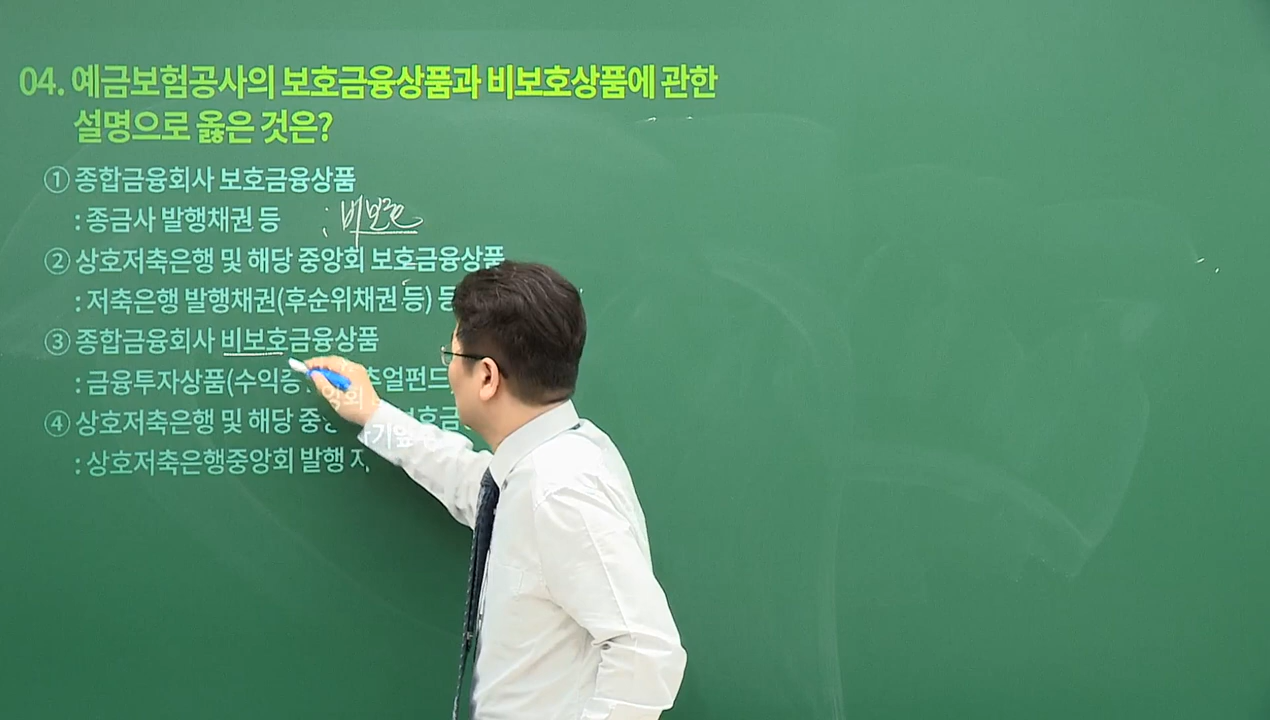 04. 예금보험공사의 보호금융상품과 비보호상품에 관한
설명으로 옳은 것은?
① 종합금융회사 보호금융상품
: 종금사 발행채권 등 : 비보호
② 상호저축은행 및 해당 중앙회 보호금융상품
: 저축은행 발행채권(후순위채권 등)
③ 종합금융회사 비보호금융상품
: 금융투자상품(수익증
④ 상호저축은행 및 해당
: 상호저축은행중앙회 발행